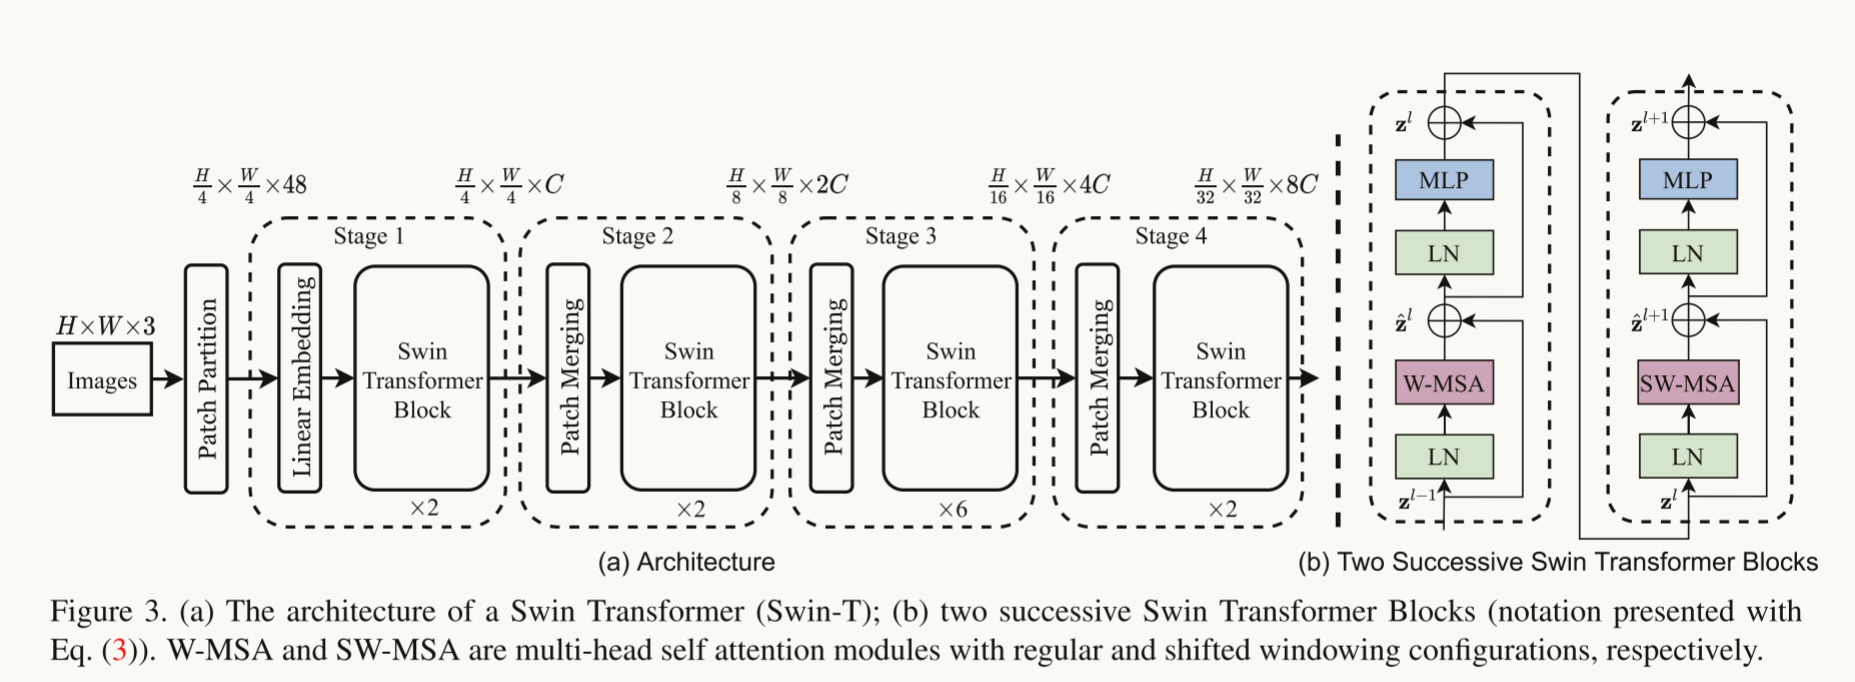 H/4 × W/4 × 48
H/4 × W/4 × C
H/8 × W/8 × 2C
H/16 × W/16 × 4C
H/32 × W/32 × 8C
Stage 1
Stage 2
Stage 3
Stage 4
H×W×3
Images
Patch Partition
Linear Embedding
Swin
Transformer
Block
×2
Patch Merging
Swin
Transformer
Block
×2
Patch Merging
Swin
Transformer
Block
×6
Patch Merging
Swin
Transformer
Block
×2
(a) Architecture
z^l
MLP
LN
ẑ^l
W-MSA
LN
z^{l-1}
z^{l+1}
MLP
LN
ẑ^{l+1}
SW-MSA
LN
z^l
(b) Two Successive Swin Transformer Blocks
Figure 3. (a) The architecture of a Swin Transformer (Swin-T); (b) two successive Swin Transformer Blocks (notation presented with
Eq. (3)). W-MSA and SW-MSA are multi-head self attention modules with regular and shifted windowing configurations, respectively.